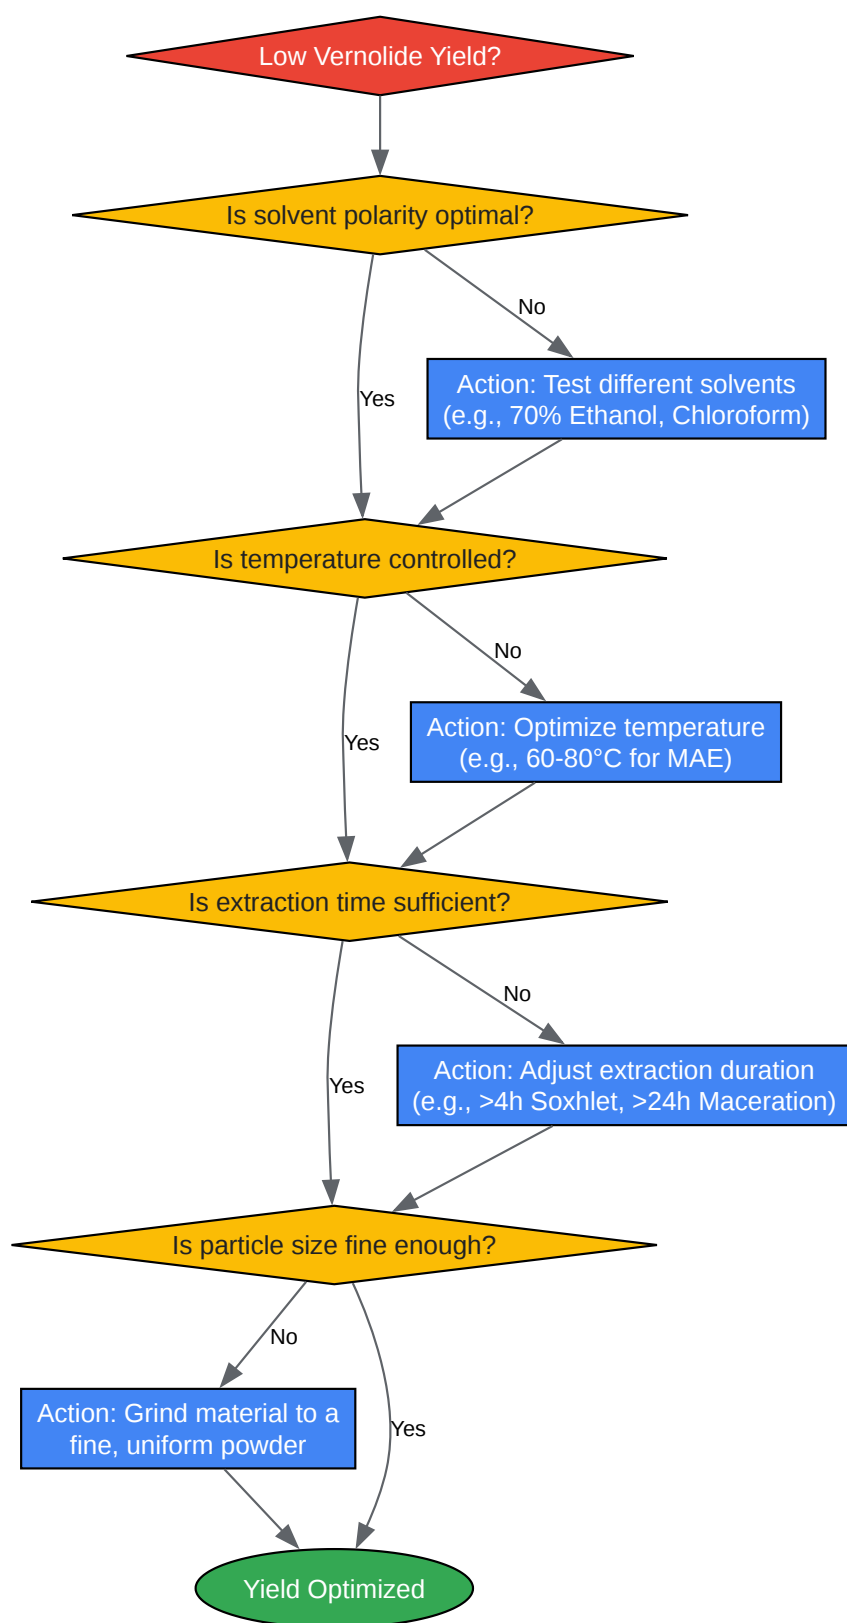 Low Vernolide Yield?
Is solvent polarity optimal?
No
Action: Test different solvents
(e.g., 70% Ethanol, Chloroform)
Yes
Is temperature controlled?
No
Action: Optimize temperature
(e.g., 60-80°C for MAE)
Yes
Is extraction time sufficient?
No
Action: Adjust extraction duration
(e.g., >4h Soxhlet, >24h Maceration)
Yes
Is particle size fine enough?
No
Action: Grind material to a
fine, uniform powder
Yes
Yield Optimized